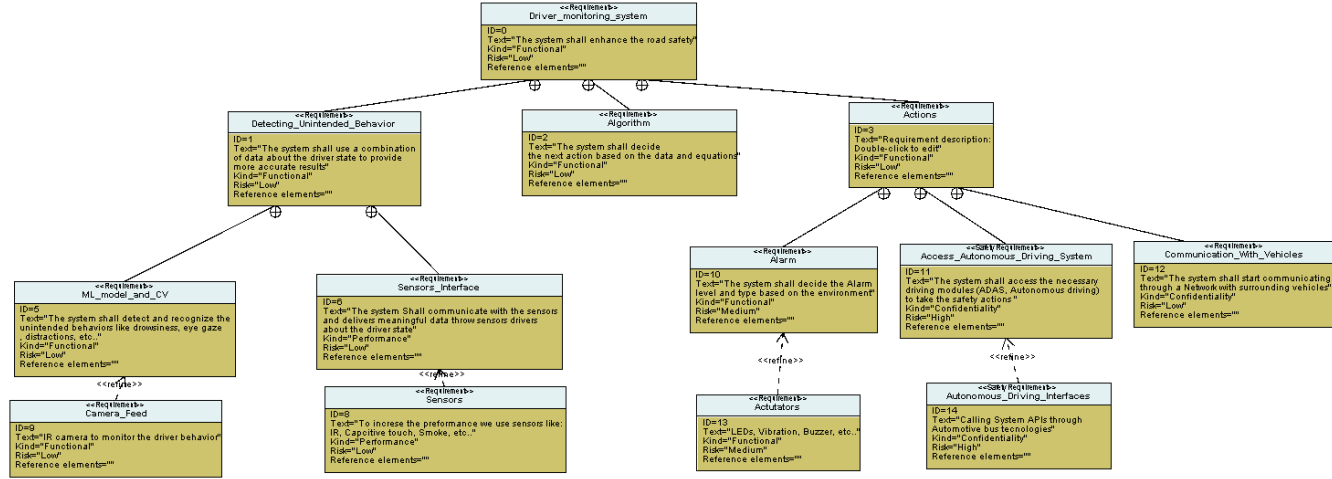 <<Requirement>>
Driver_monitoring_system
ID=0
Text="The system shall enhance the road safety"
Kind="Functional"
Risk="Low"
Reference elements=""
<<Requirement>>
Detecting_Unintended_Behavior
ID=1
Text="The system shall use a combination
of data about the driver state to provide
more accurate results"
Kind="Functional"
Risk="Low"
Reference elements=""
<<Requirement>>
Algorithm
ID=2
Text="The system shall decide
the next action based on the data and equations"
Kind="Functional"
Risk="Low"
Reference elements=""
<<Requirement>>
Actions
ID=3
Text="Requirement description:
Double-click to edit"
Kind="Functional"
Risk="Low"
Reference elements=""
<<Requirement>>
ML_model_and_CV
ID=5
Text="The system shall detect and recognize the
unintended behaviors like drowsiness, eye gaze
, distractions, etc.."
Kind="Functional"
Risk="Low"
Reference elements=""
<<Requirement>>
Sensors_Interface
ID=6
Text="The system Shall communicate with the sensors
and delivers meaningful data throw sensors drivers
about the driver state"
Kind="Performance"
Risk="Low"
Reference elements=""
<<Requirement>>
Alarm
ID=10
Text="The system shall decide the Alarm
level and type based on the environment"
Kind="Functional"
Risk="Medium"
Reference elements=""
<<Safety Requirement>>
Access_Autonomous_Driving_System
ID=11
Text="The system shall access the necessary
driving modules (ADAS, Autonomous driving)
to take the safety actions "
Kind="Confidentiality"
Risk="High"
Reference elements=""
<<Requirement>>
Communication_With_Vehicles
ID=12
Text="The system shall start communicating
through a Network with surrounding vehicles"
Kind="Confidentiality"
Risk="Low"
Reference elements=""
<<refine>>
<<refine>>
<<refine>>
<<refine>>
<<Requirement>>
Camera_Feed
ID=9
Text="IR camera to monitor the driver behavior"
Kind="Functional"
Risk="Low"
Reference elements=""
<<Requirement>>
Sensors
ID=8
Text="To increse the preformance we use sensors like:
IR, Capcitive touch, Smoke, etc.."
Kind="Performance"
Risk="Low"
Reference elements=""
<<Requirement>>
Actutators
ID=13
Text="LEDs, Vibration, Buzzer, etc.."
Kind="Functional"
Risk="Medium"
Reference elements=""
<<Safety Requirement>>
Autonomous_Driving_Interfaces
ID=14
Text="Calling System APIs through
Automotive bus tecnologies"
Kind="Confidentiality"
Risk="High"
Reference elements=""